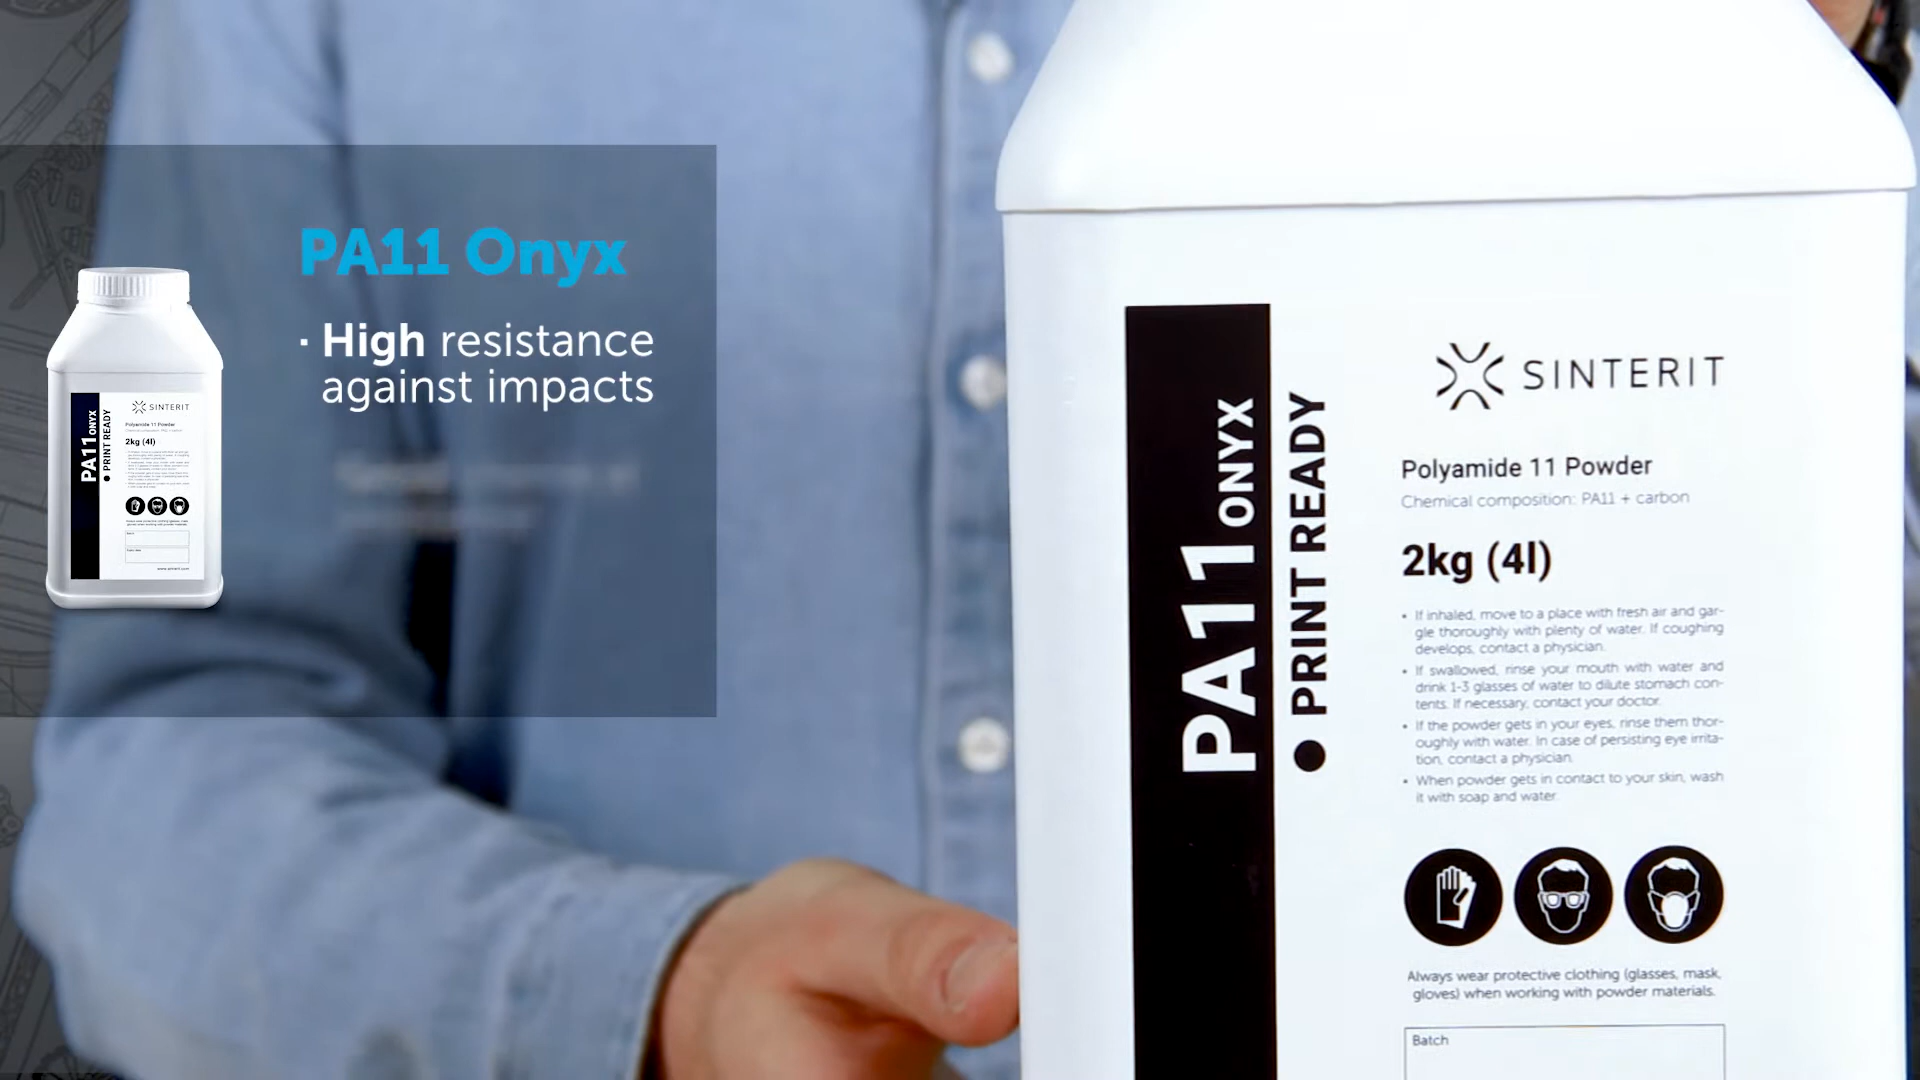 PA11 Onyx
· High resistance
against impacts
SINTERIT
PA11 ONYX
PRINT READY
Polyamide 11 Powder
2kg (4l)
PA11 ONYX
• PRINT READY
SINTERIT
Polyamide 11 Powder
Chemical composition: PA11 + carbon
2kg (4l)
• If inhaled, move to a place with fresh air and gar-
gle thoroughly with plenty of water. If coughing
develops, contact a physician.
• If swallowed, rinse your mouth with water and
drink 1-3 glasses of water to dilute stomach con-
tents. If necessary, contact your doctor.
• If the powder gets in your eyes, rinse them thor-
oughly with water. In case of persisting eye irrita-
tion, contact a physician.
• When powder gets in contact to your skin, wash
it with soap and water.
Always wear protective clothing (glasses, mask,
gloves) when working with powder materials.
Batch